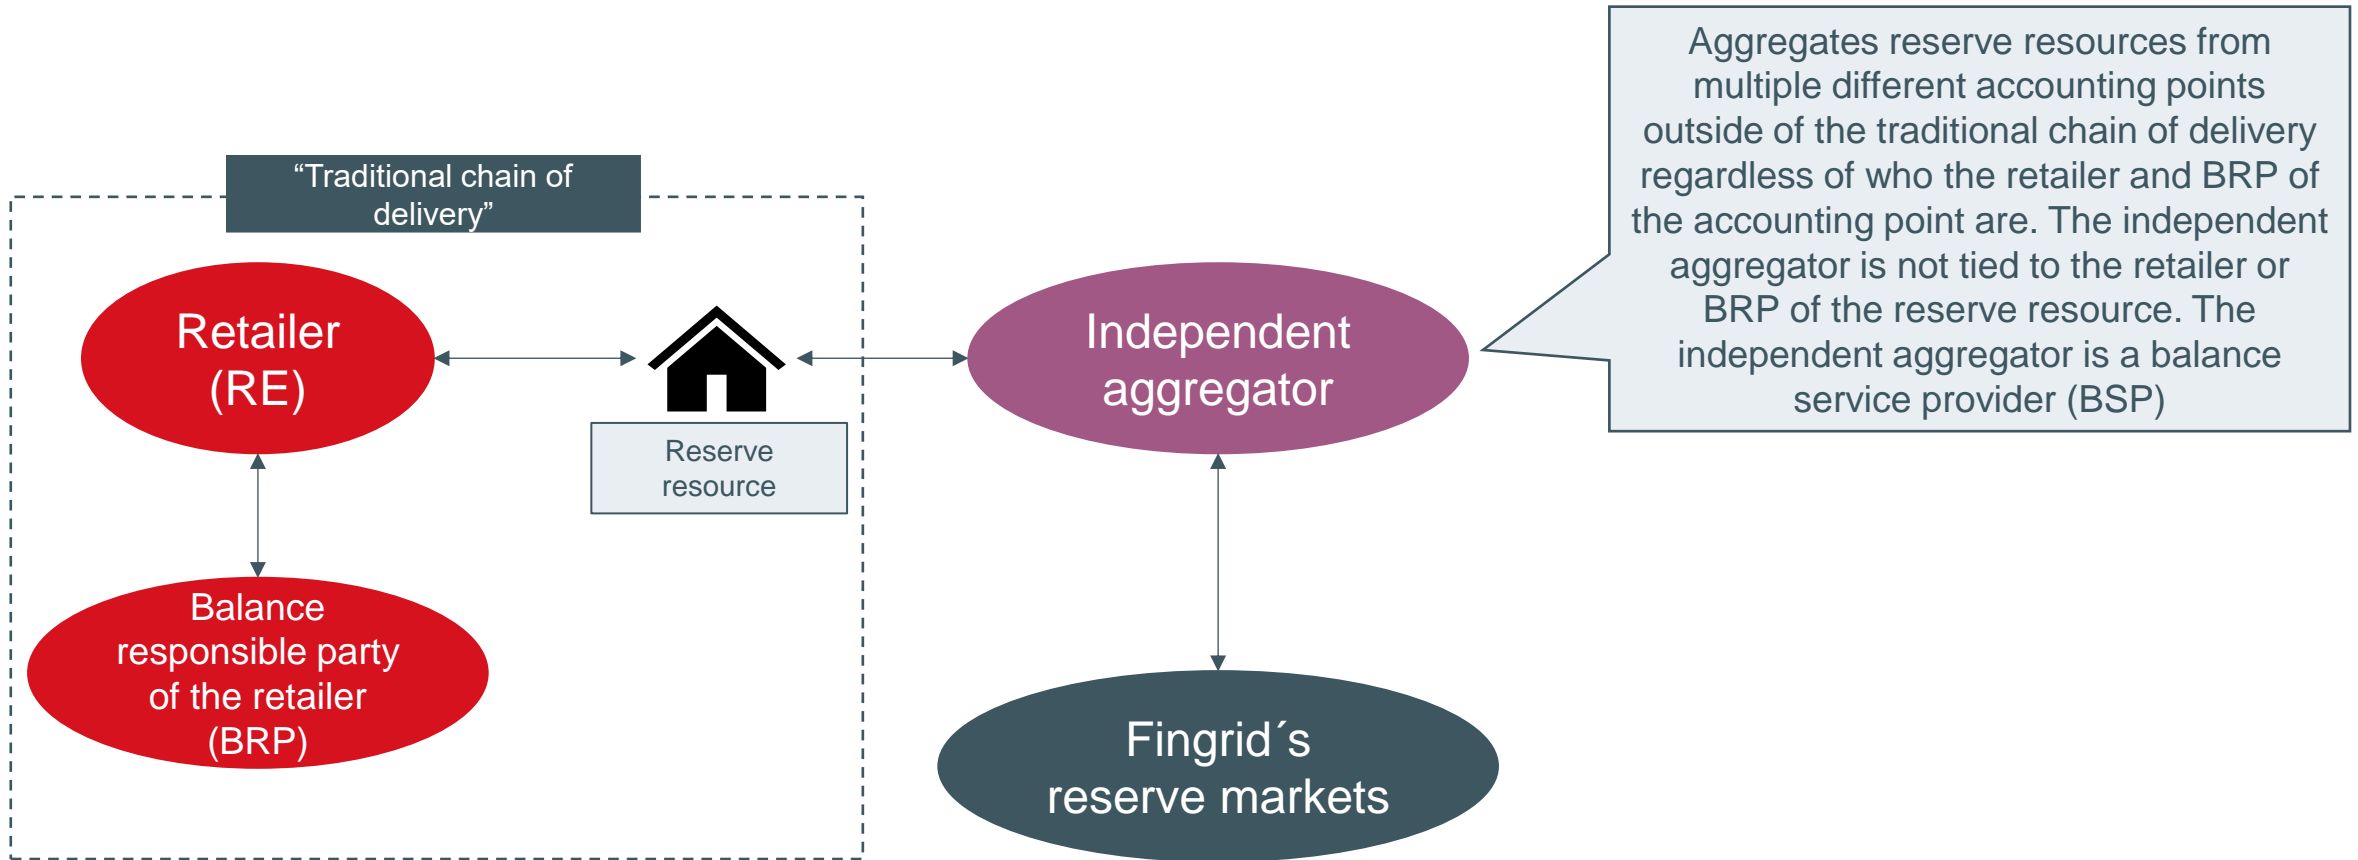 Aggregates reserve resources from
multiple different accounting points
outside of the traditional chain of delivery
regardless of who the retailer and BRP of
the accounting point are. The independent
aggregator is not tied to the retailer or
BRP of the reserve resource. The
independent aggregator is a balance
service provider (BSP)
“Traditional chain of
delivery”
Retailer
(RE)
Reserve
resource
Independent
aggregator
Balance
responsible party
of the retailer
(BRP)
Fingrid´s
reserve markets